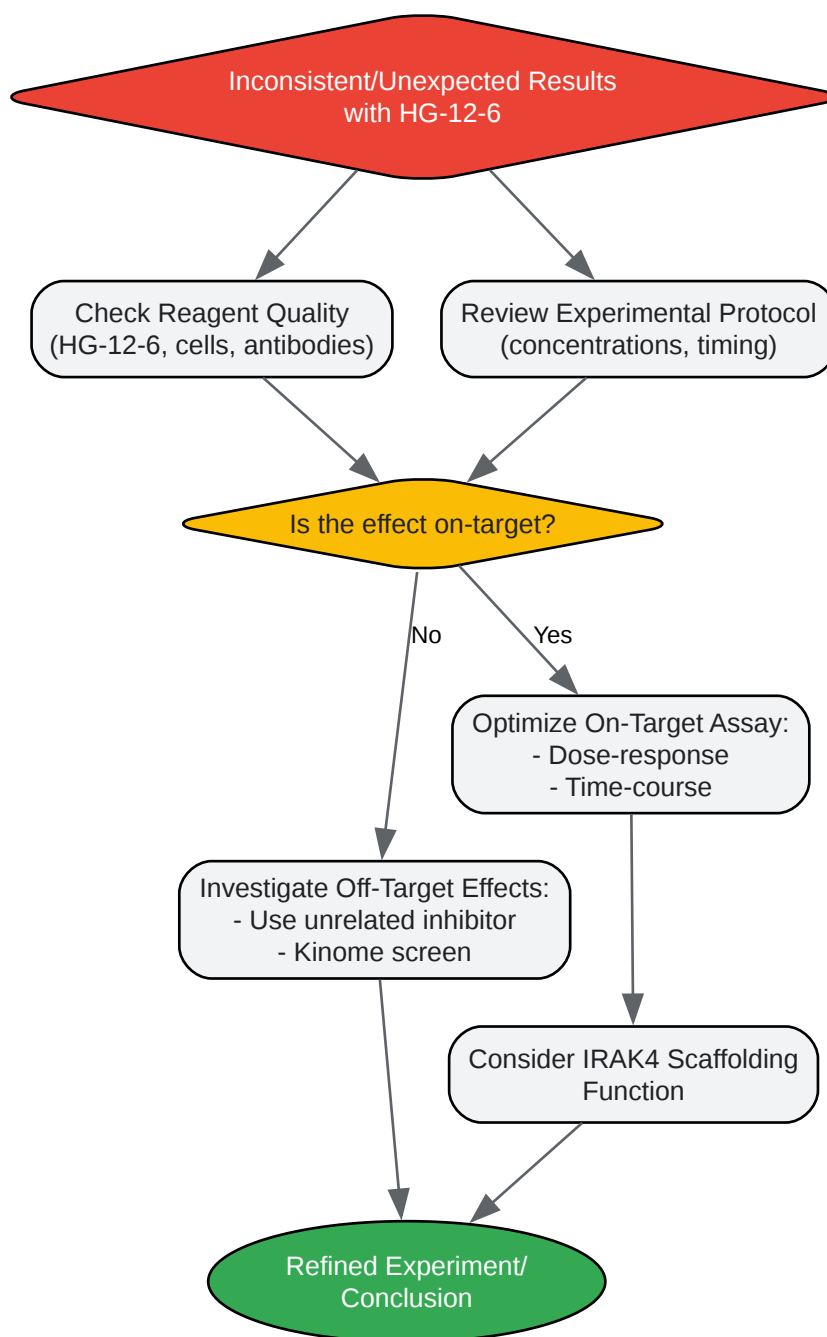 Inconsistent/Unexpected Results
with HG-12-6
Check Reagent Quality
(HG-12-6, cells, antibodies)
Review Experimental Protocol
(concentrations, timing)
Is the effect on-target?
No
Yes
Optimize On-Target Assay:
- Dose-response
- Time-course
Investigate Off-Target Effects:
- Use unrelated inhibitor
- Kinome screen
Consider IRAK4 Scaffolding
Function
Refined Experiment/
Conclusion